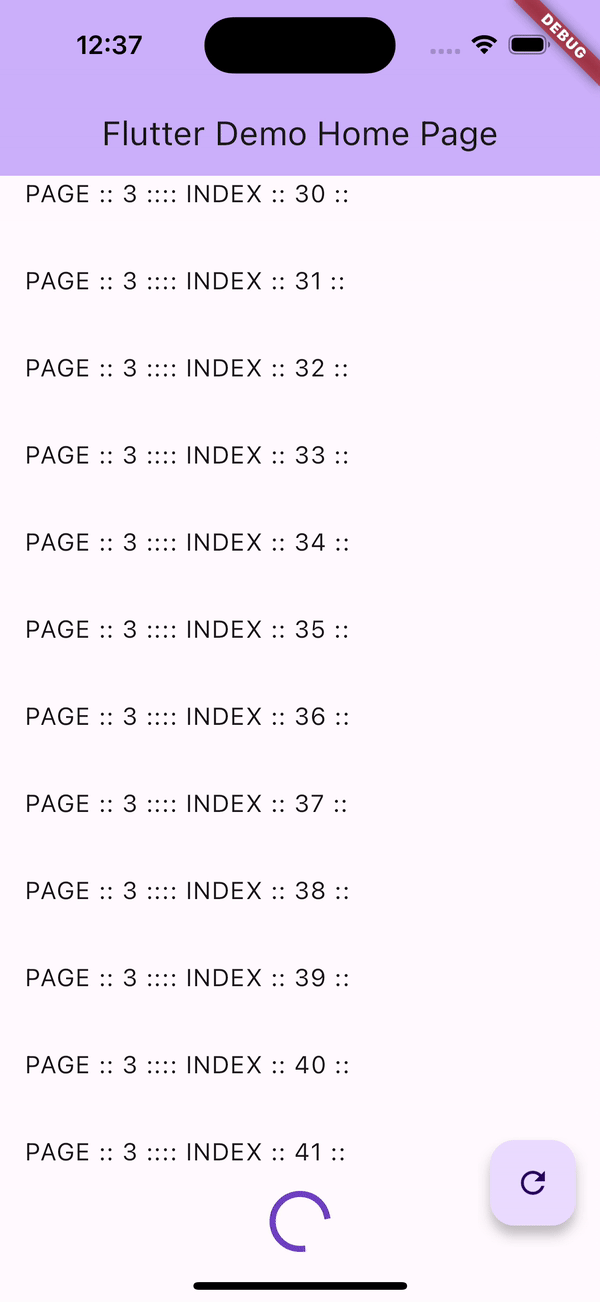 12:37
DEBUG
Flutter Demo Home Page
PAGE :: 3 :::: INDEX :: 30 ::
PAGE :: 3 :::: INDEX :: 31 ::
PAGE :: 3 :::: INDEX :: 32 ::
PAGE :: 3 :::: INDEX :: 33 ::
PAGE :: 3 :::: INDEX :: 34 ::
PAGE :: 3 :::: INDEX :: 35 ::
PAGE :: 3 :::: INDEX :: 36 ::
PAGE :: 3 :::: INDEX :: 37 ::
PAGE :: 3 :::: INDEX :: 38 ::
PAGE :: 3 :::: INDEX :: 39 ::
PAGE :: 3 :::: INDEX :: 40 ::
PAGE :: 3 :::: INDEX :: 41 ::